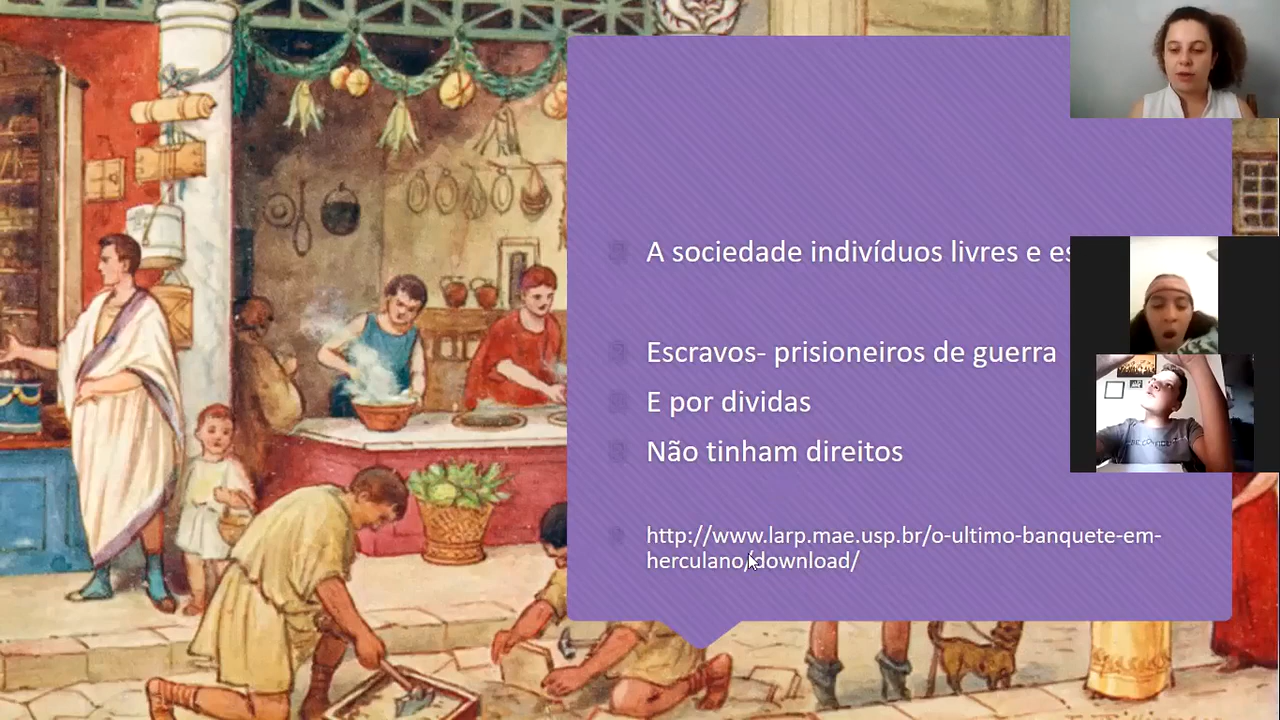 A sociedade indivíduos livres e es
Escravos- prisioneiros de guerra
E por dividas
Não tinham direitos
http://www.larp.mae.usp.br/o-ultimo-banquete-em-
herculano/download/